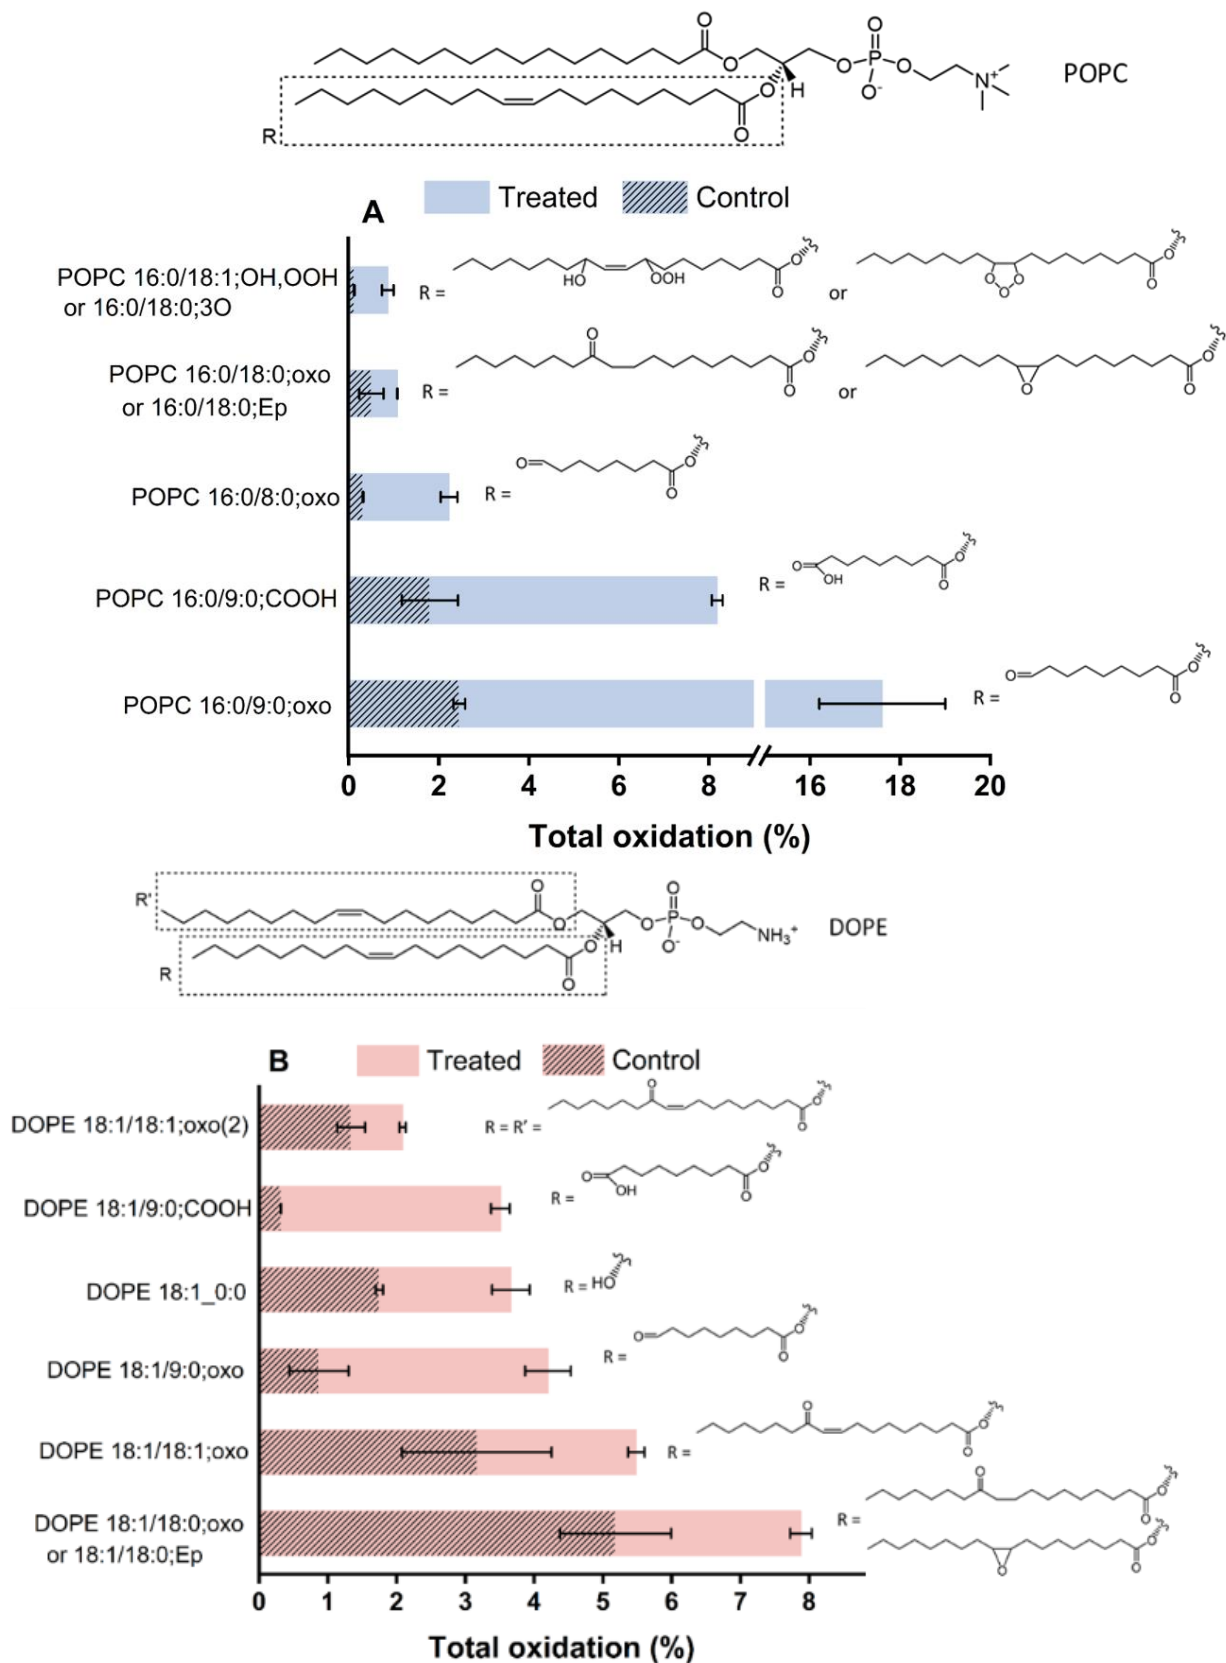 POPC
R
A
Treated
Control
POPC 16:0/18:1;OH,OOH
or 16:0/18:0;3O
R =
HO
OOH
or
POPC 16:0/18:0;oxo
or 16:0/18:0;Ep
R =
or
POPC 16:0/8:0;oxo
R =
POPC 16:0/9:0;COOH
R =
OH
POPC 16:0/9:0;oxo
R =
0 2 4 6 8 16 18 20
Total oxidation (%)
R'
R
DOPE
NH3+
B
Treated
Control
DOPE 18:1/18:1;oxo(2)
R = R' =
DOPE 18:1/9:0;COOH
R =
OH
DOPE 18:1_0:0
R = HO
DOPE 18:1/9:0;oxo
R =
DOPE 18:1/18:1;oxo
R =
DOPE 18:1/18:0;oxo
or 18:1/18:0;Ep
R =
0 1 2 3 4 5 6 7 8
Total oxidation (%)